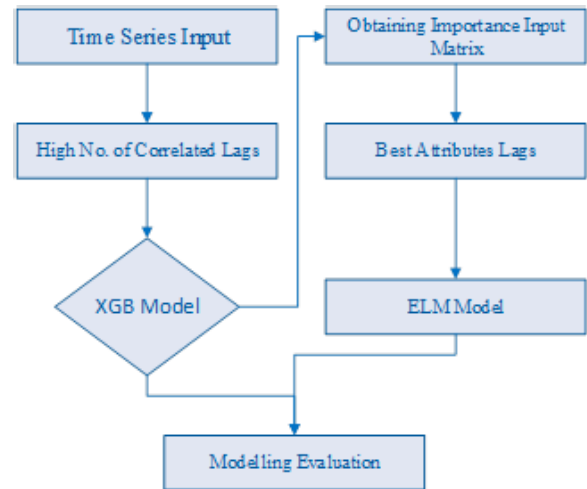 Time Series Input
High No. of Correlated Lags
XGB Model
Obtaining Importance Input
Matrix
Best Attributes Lags
ELM Model
Modelling Evaluation